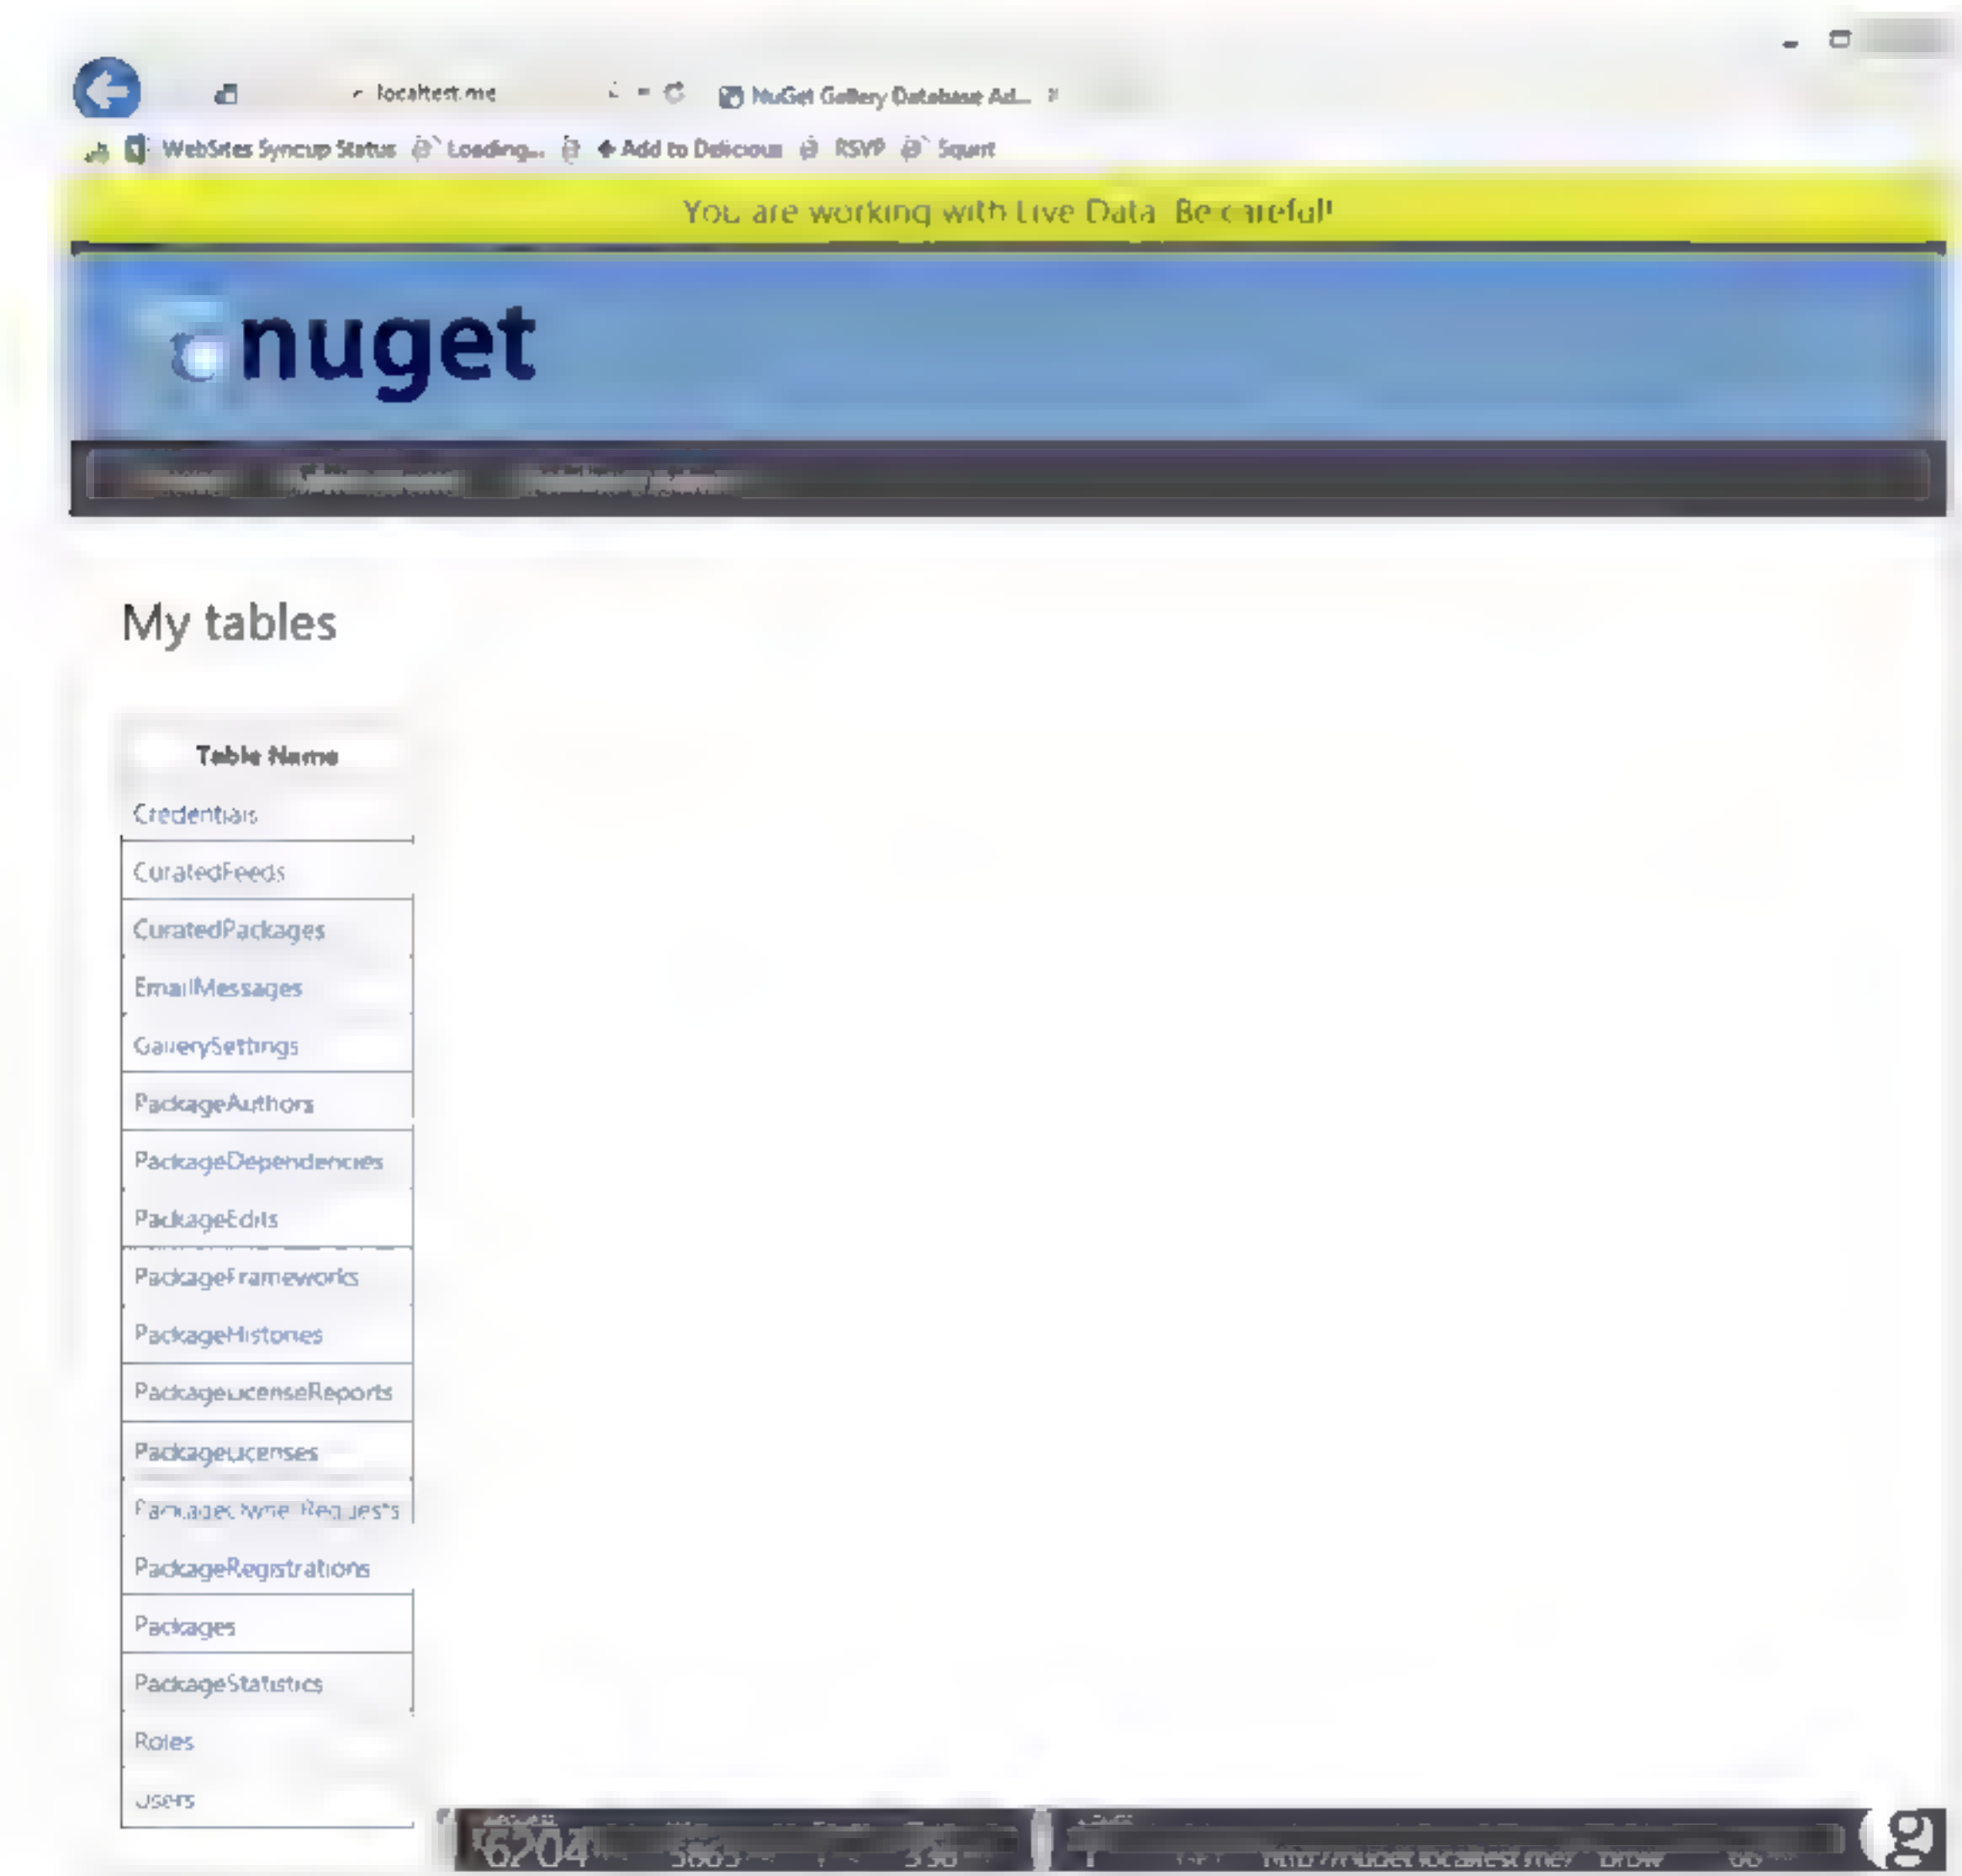 localtest.me
NuGet Gallery Database Ad...
WebSites Syncup Status Loading... Add to Delicious RSVP Squirt
You are working with Live Data. Be careful!
nuget
My tables
Table Name
Credentials
CuratedFeeds
CuratedPackages
EmailMessages
GallerySettings
PackageAuthors
PackageDependencies
PackageEdits
PackageFrameworks
PackageHistories
PackageLicenseReports
PackageLicenses
PackageOwnerRequests
PackageRegistrations
Packages
PackageStatistics
Roles
Users
g